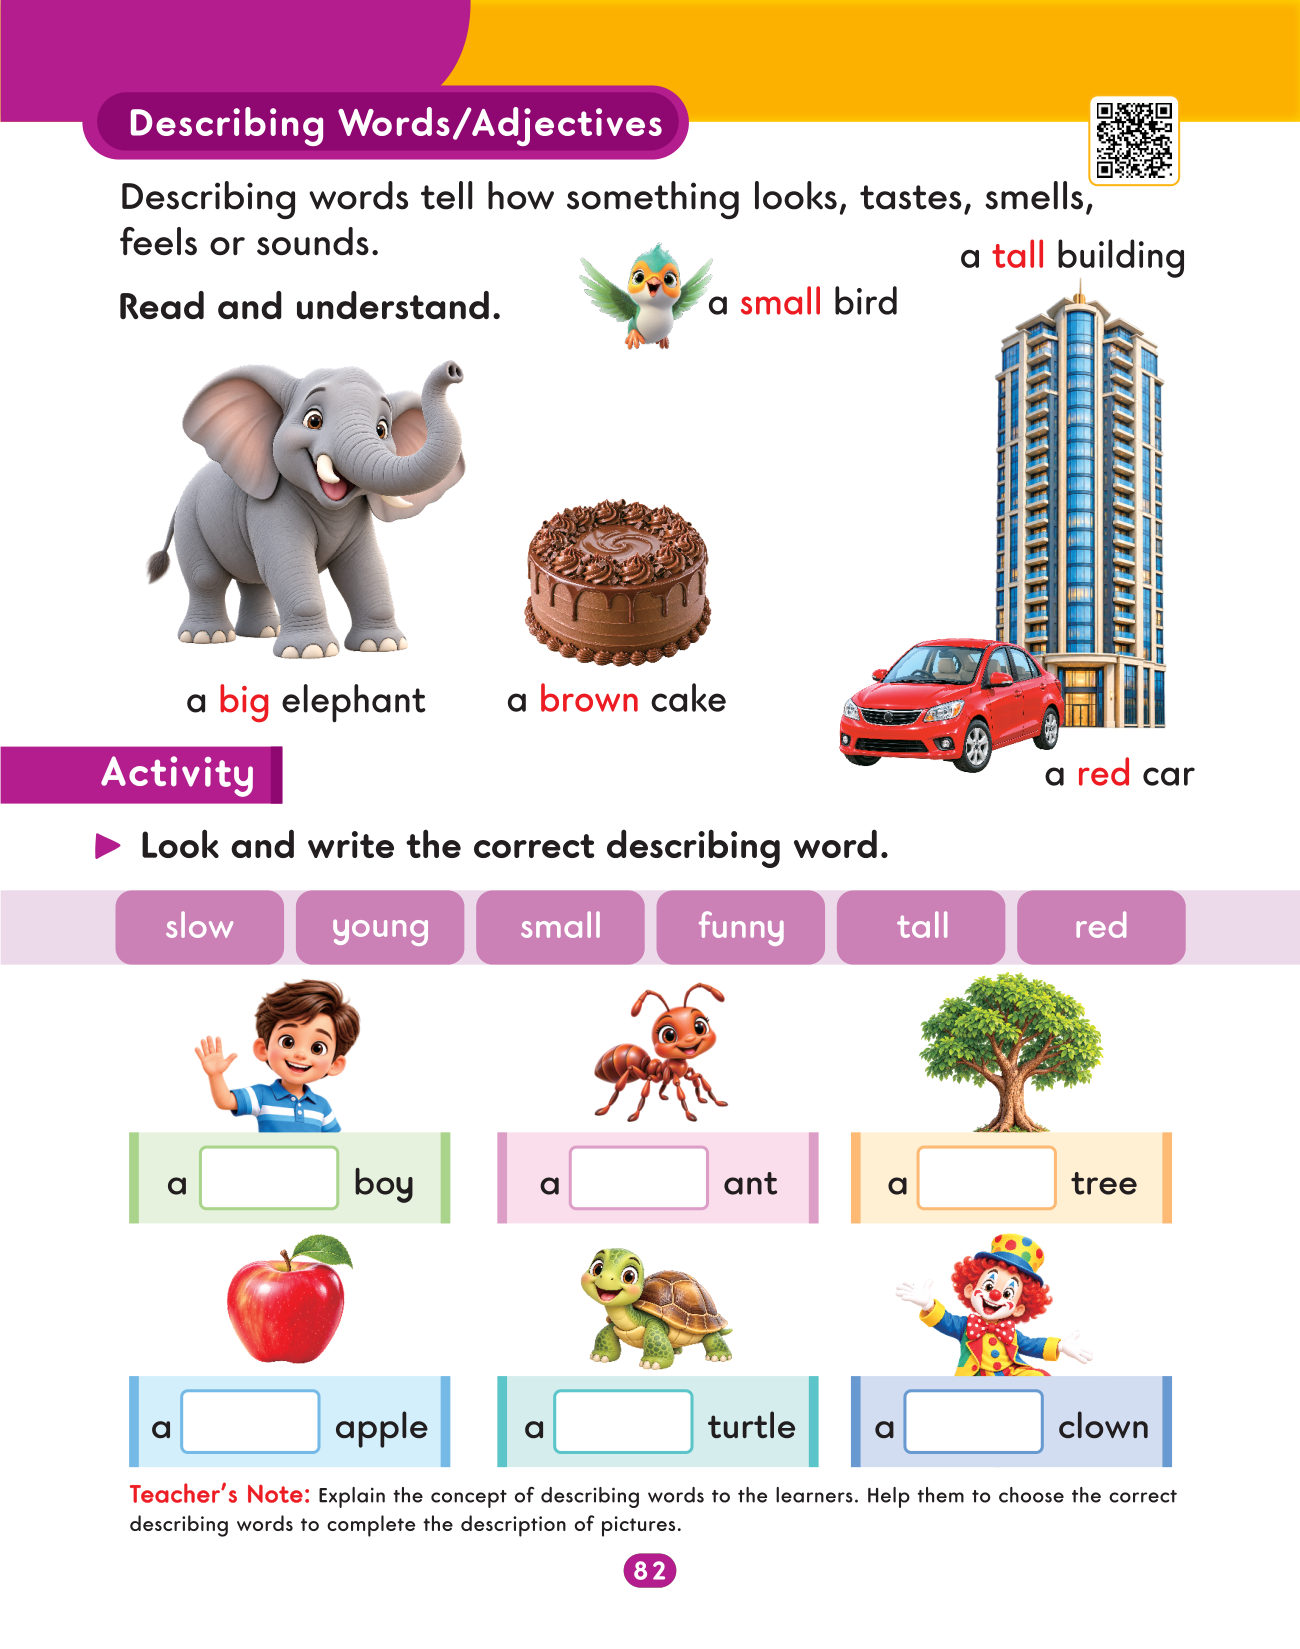 Describing Words/Adjectives
Describing words tell how something looks, tastes, smells,
feels or sounds.
Read and understand.
a small bird
a tall building
a big elephant
a brown cake
a red car
Activity
Look and write the correct describing word.
slow young small funny tall red
a boy
a ant
a tree
a apple
a turtle
a clown
Teacher's Note: Explain the concept of describing words to the learners. Help them to choose the correct
describing words to complete the description of pictures.
82